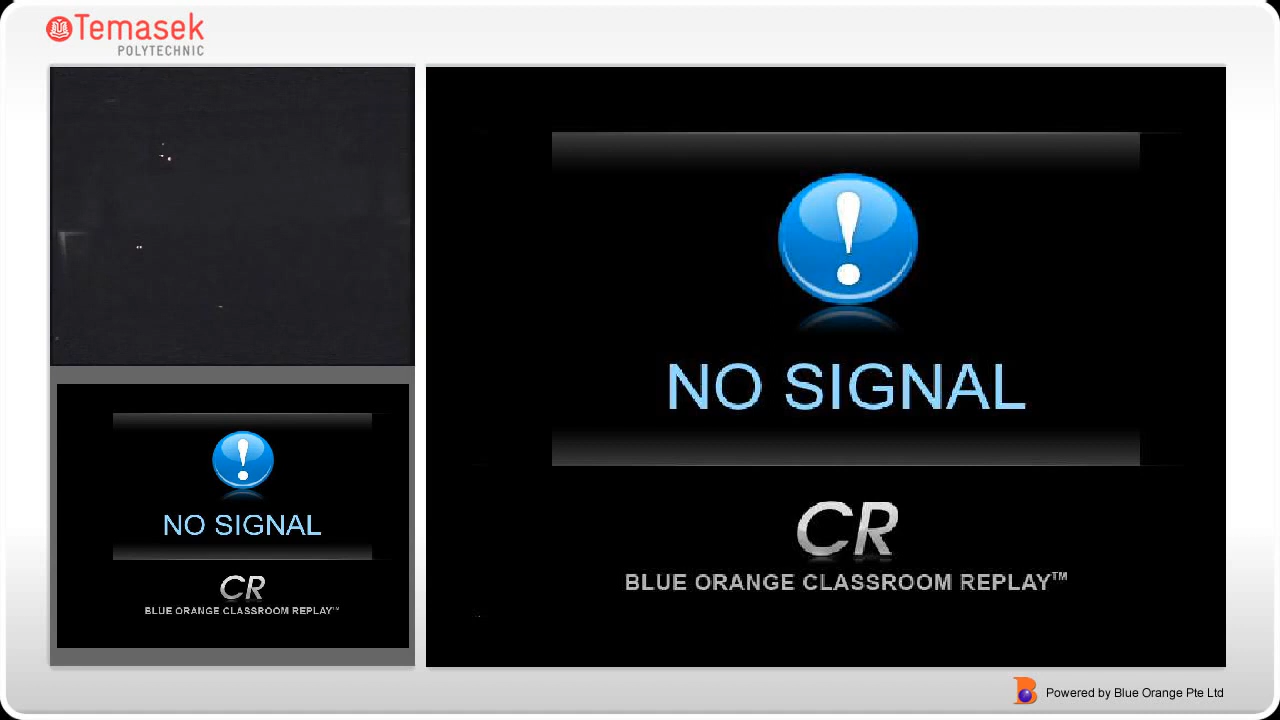 Temasek
POLYTECHNIC
NO SIGNAL
CR
BLUE ORANGE CLASSROOM REPLAY™
NO SIGNAL
CR
BLUE ORANGE CLASSROOM REPLAY™
Powered by Blue Orange Pte Ltd